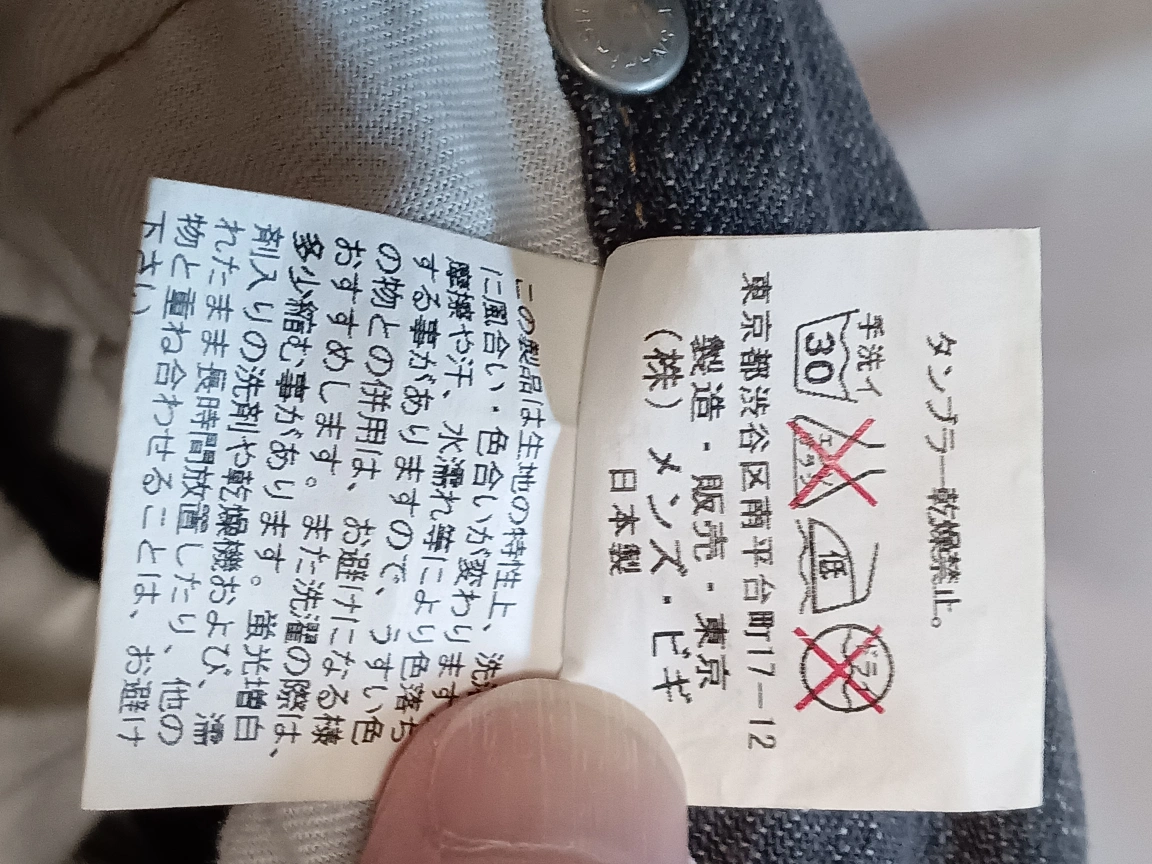 タンブラー乾燥禁止。
手洗イ
30
エンソ
サラシ
低
ドライ
東京都渋谷区南平台町17―12
製造・販売・東京
(株) メンズ・ビギ
日本製
この製品は生地の特性上、洗
に風合い・色合いが変わります
摩擦や汗、水濡れ等により色落ち
する事がありますので、うすい色
の物との併用は、お避けになる様
おすすめします。また洗濯の際は、
多少縮む事があります。蛍光増白
剤入りの洗剤や乾燥機および、濡
れたまま長時間放置したり、他の
物と重ね合わせることは、お避け
下さい